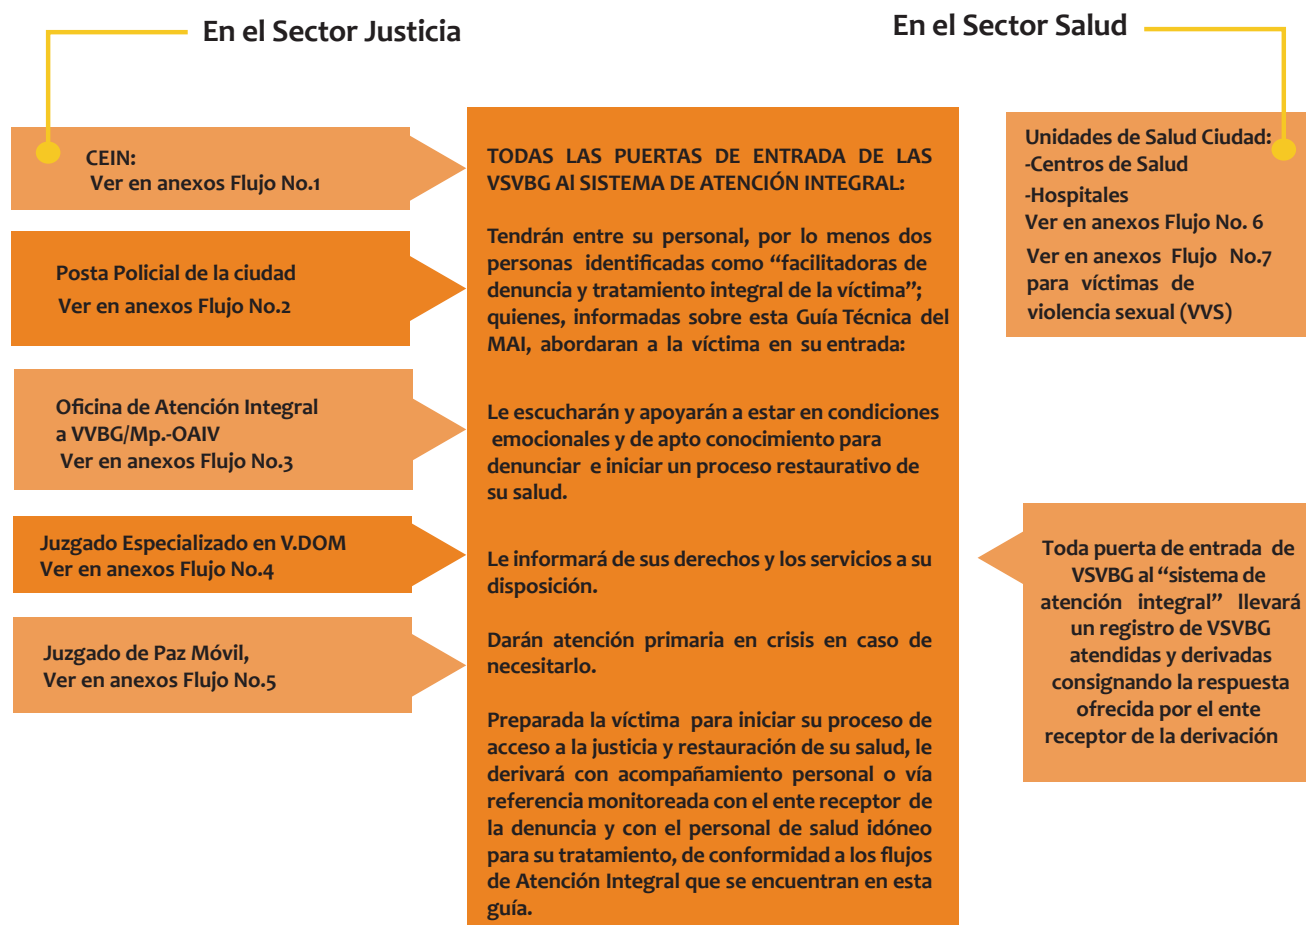 En el Sector Justicia
En el Sector Salud
CEIN:
Ver en anexos Flujo No.1
Posta Policial de la ciudad
Ver en anexos Flujo No.2
Oficina de Atención Integral
a VVBG/Mp.-OAIV
Ver en anexos Flujo No.3
Juzgado Especializado en V.DOM
Ver en anexos Flujo No.4
Juzgado de Paz Móvil,
Ver en anexos Flujo No.5
TODAS LAS PUERTAS DE ENTRADA DE LAS
VSVBG Al SISTEMA DE ATENCIÓN INTEGRAL:
Tendrán entre su personal, por lo menos dos
personas identificadas como “facilitadoras de
denuncia y tratamiento integral de la víctima”;
quienes, informadas sobre esta Guía Técnica del
MAI, abordaran a la víctima en su entrada:
Le escucharán y apoyarán a estar en condiciones
emocionales y de apto conocimiento para
denunciar e iniciar un proceso restaurativo de
su salud.
Le informará de sus derechos y los servicios a su
disposición.
Darán atención primaria en crisis en caso de
necesitarlo.
Preparada la víctima para iniciar su proceso de
acceso a la justicia y restauración de su salud, le
derivará con acompañamiento personal o vía
referencia monitoreada con el ente receptor de
la denuncia y con el personal de salud idóneo
para su tratamiento, de conformidad a los flujos
de Atención Integral que se encuentran en esta
guía.
Unidades de Salud Ciudad:
-Centros de Salud
-Hospitales
Ver en anexos Flujo No. 6
Ver en anexos Flujo No.7
para víctimas de
violencia sexual (VVS)
Toda puerta de entrada de
VSVBG al “sistema de
atención integral” llevará
un registro de VSVBG
atendidas y derivadas
consignando la respuesta
ofrecida por el ente
receptor de la derivación